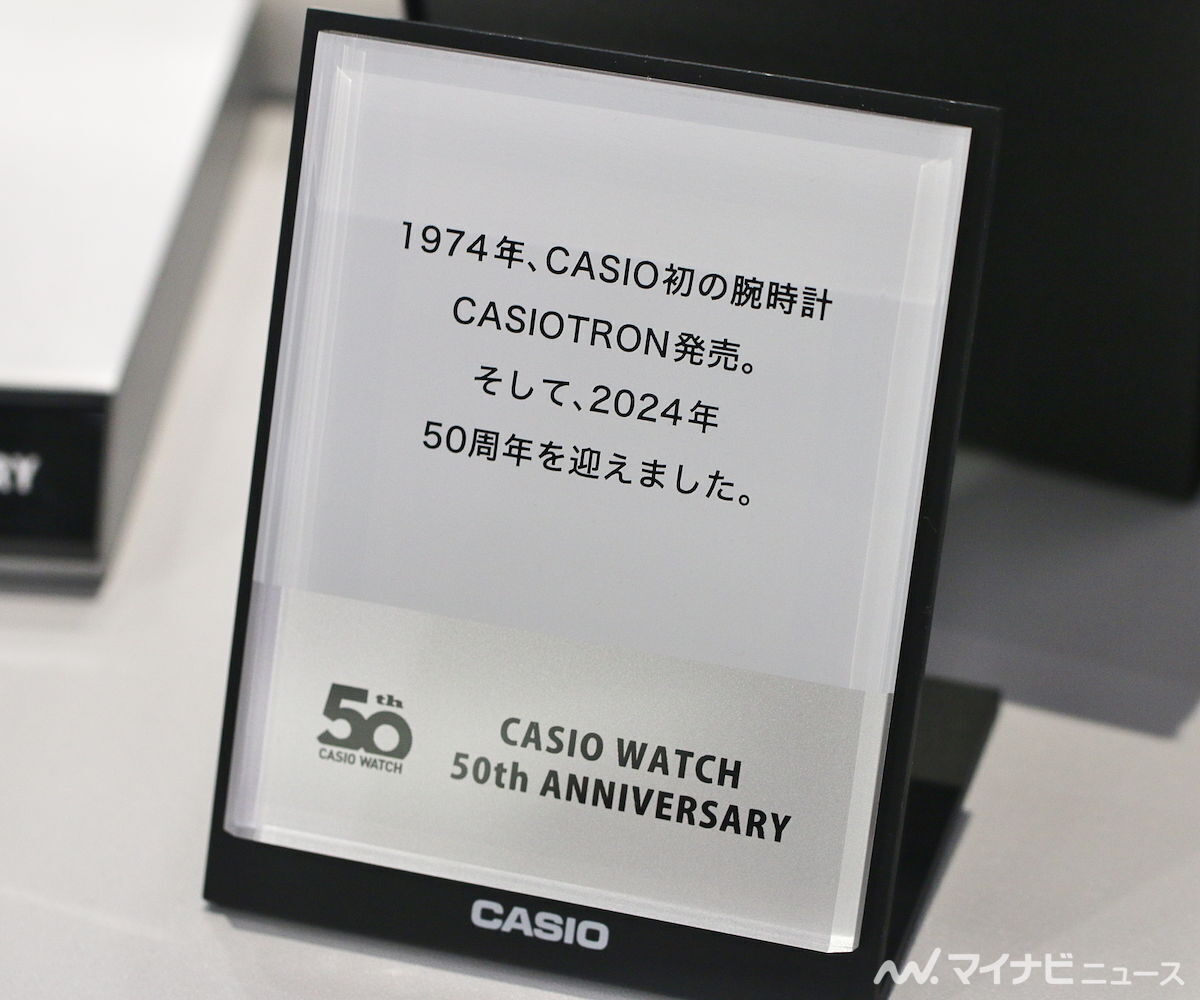 1974年、CASIO初の腕時計
CASIOTRON発売。
そして、2024年
50周年を迎えました。
50th
CASIO WATCH
CASIO WATCH
50th ANNIVERSARY
CASIO
RY
マイナビニュース